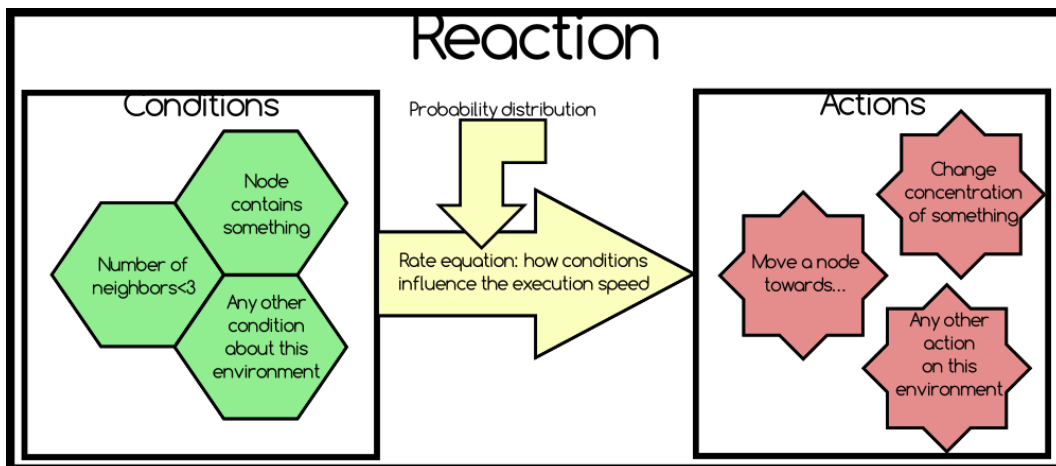 Reaction
Conditions
Node
contains
something
Number of
neighbors<3
Any other
condition
about this
environment
Probability distribution
Rate equation: how conditions
influence the execution speed
Actions
Change
concentration
of something
Move a node
towards...
Any other
action
on this
environment